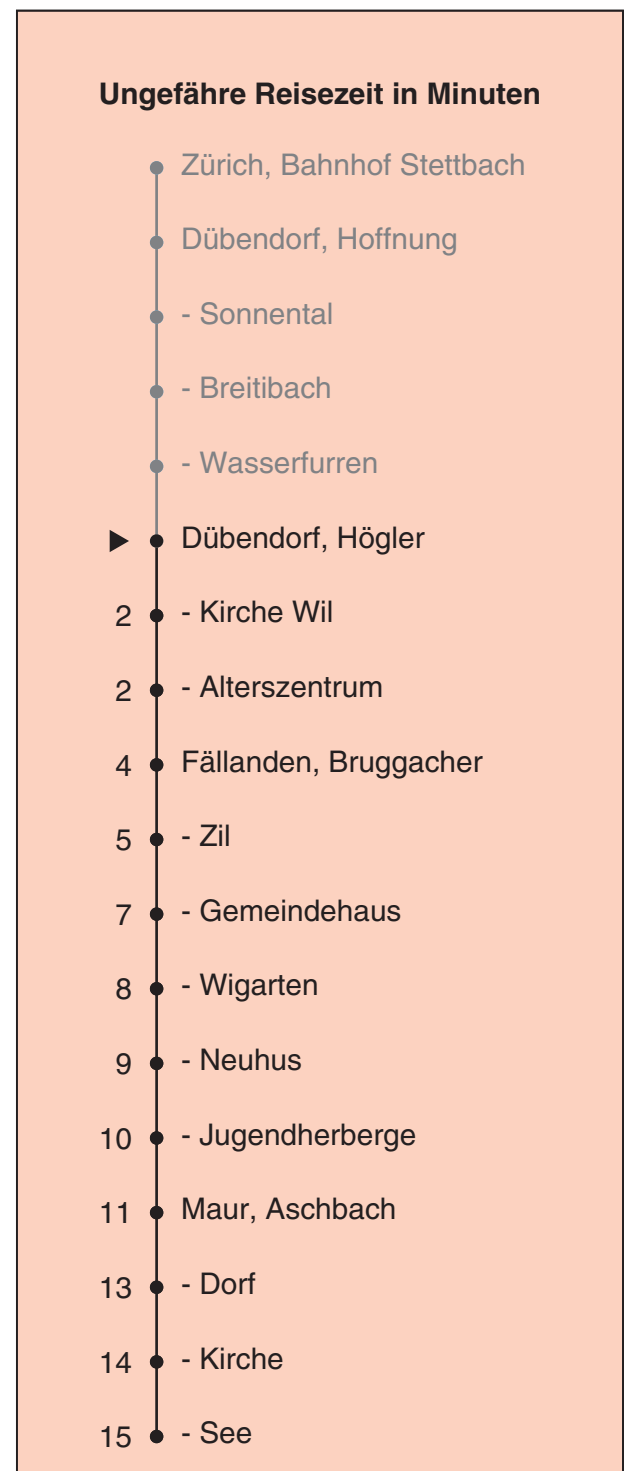 Ungefähre Reisezeit in Minuten
Zürich, Bahnhof Stettbach
Dübendorf, Hoffnung
- Sonnental
- Breitibach
- Wasserfurren
Dübendorf, Högler
2 - Kirche Wil
2 - Alterszentrum
4 Fällanden, Bruggacher
5 - Zil
7 - Gemeindehaus
8 - Wigarten
9 - Neuhus
10 - Jugendherberge
11 Maur, Aschbach
13 - Dorf
14 - Kirche
15 - See